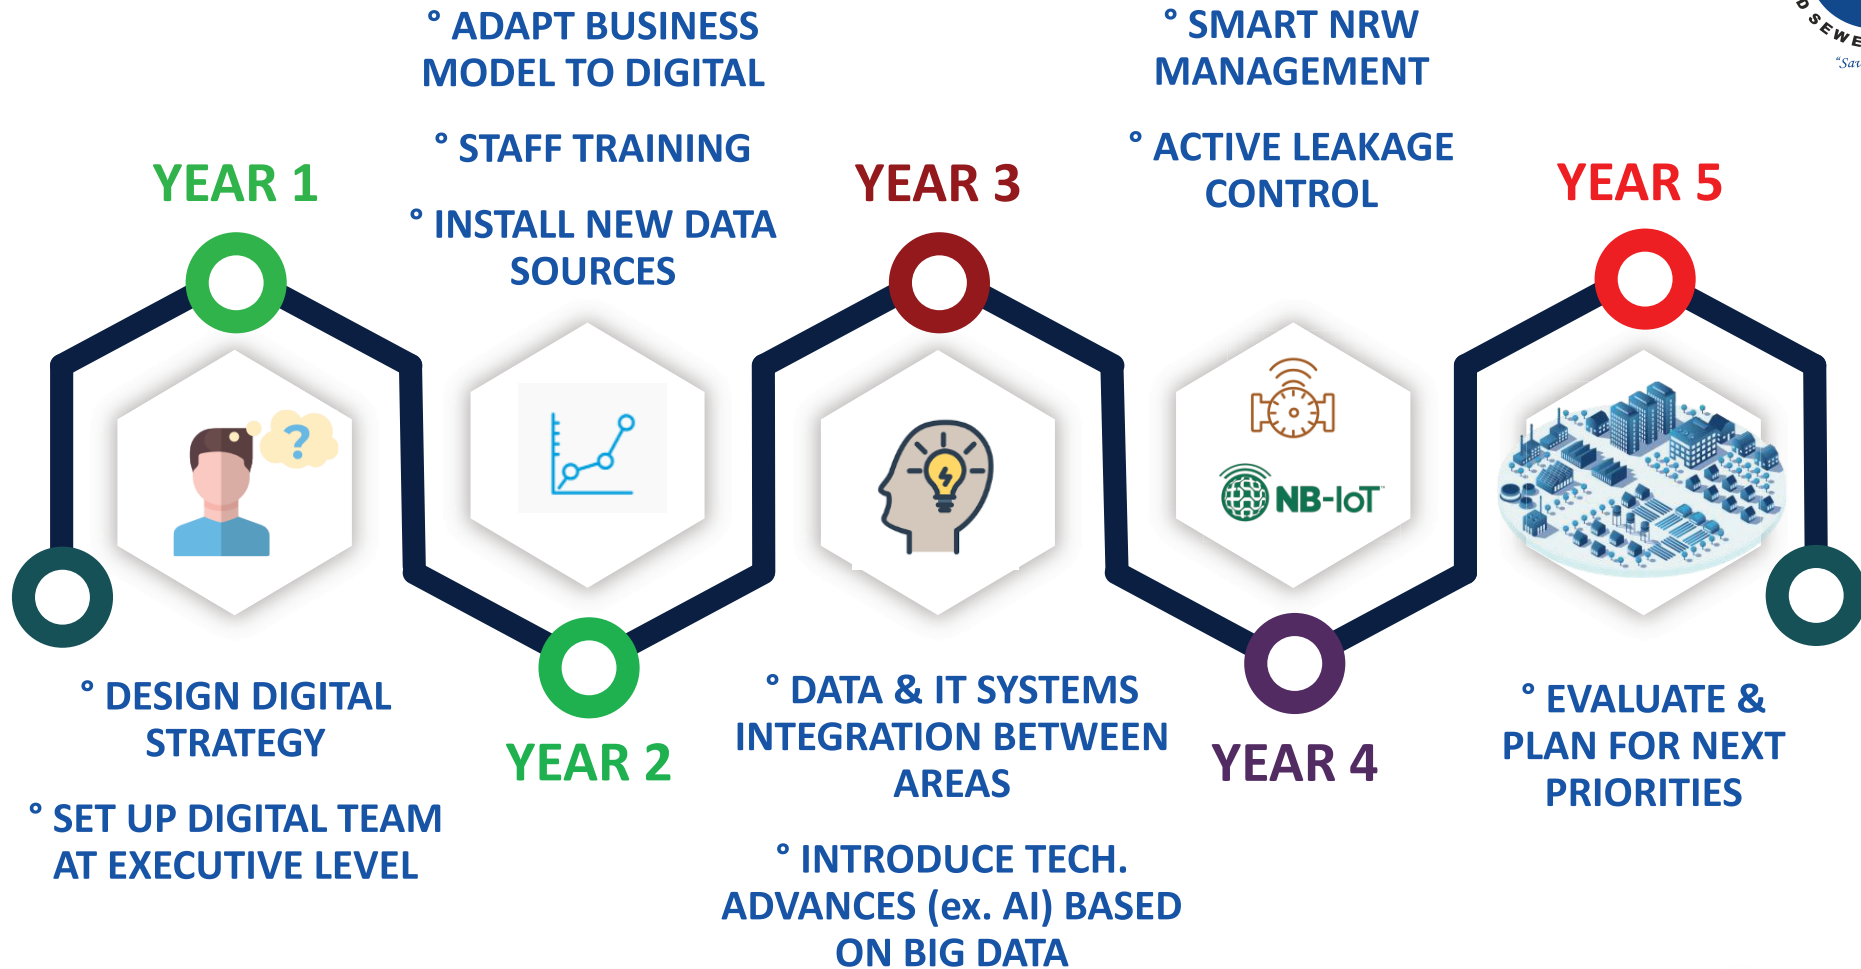 YEAR 1
° DESIGN DIGITAL
STRATEGY
° SET UP DIGITAL TEAM
AT EXECUTIVE LEVEL
° ADAPT BUSINESS
MODEL TO DIGITAL
° STAFF TRAINING
° INSTALL NEW DATA
SOURCES
YEAR 2
YEAR 3
° DATA & IT SYSTEMS
INTEGRATION BETWEEN
AREAS
° INTRODUCE TECH.
ADVANCES (ex. AI) BASED
ON BIG DATA
° SMART NRW
MANAGEMENT
° ACTIVE LEAKAGE
CONTROL
NB-IoT
YEAR 4
YEAR 5
° EVALUATE &
PLAN FOR NEXT
PRIORITIES
?